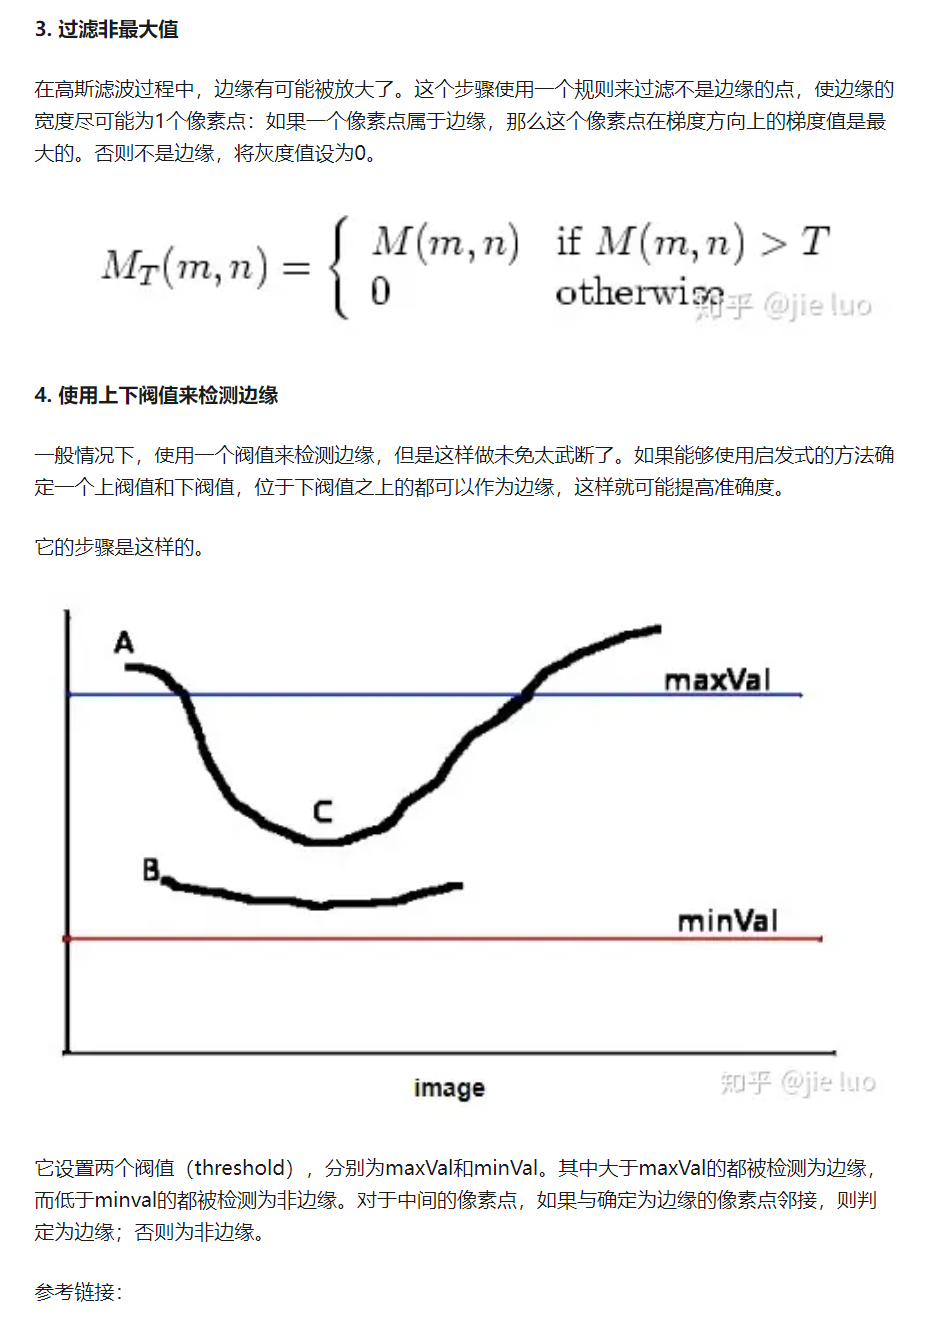 3. 过滤非最大值
在高斯滤波过程中，边缘有可能被放大了。这个步骤使用一个规则来过滤不是边缘的点，使边缘的
宽度尽可能为1个像素点：如果一个像素点属于边缘，那么这个像素点在梯度方向上的梯度值是最
大的。否则不是边缘，将灰度值设为0。
M_T(m,n) = { M(m,n) if M(m,n) > T
0 otherwise
知乎 @jie luo
4. 使用上下阀值来检测边缘
一般情况下，使用一个阀值来检测边缘，但是这样做未免太武断了。如果能够使用启发式的方法确
定一个上阀值和下阀值，位于下阀值之上的都可以作为边缘，这样就可能提高准确度。
它的步骤是这样的。
A
maxVal
C
B
minVal
image
知乎 @jie luo
它设置两个阀值（threshold），分别为maxVal和minVal。其中大于maxVal的都被检测为边缘，
而低于minval的都被检测为非边缘。对于中间的像素点，如果与确定为边缘的像素点邻接，则判
定为边缘；否则为非边缘。
参考链接：